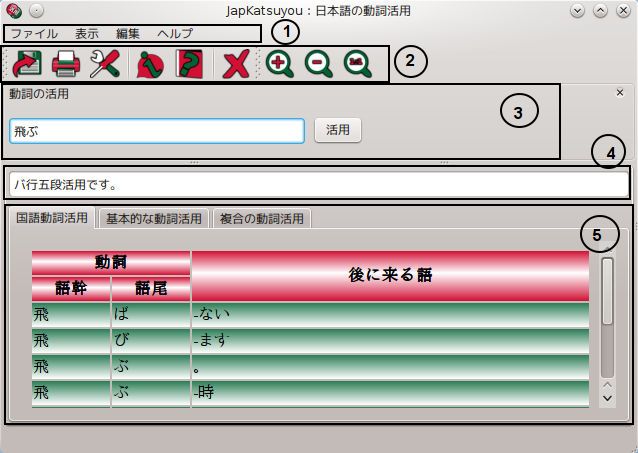 JapKatsuyou : 日本語の動詞活用
ファイル 表示 編集 ヘルプ
1
2
1:1
動詞の活用
3
飛ぶ 活用
4
バ行五段活用です。
国語動詞活用 基本的な動詞活用 複合の動詞活用
5
動詞 後に来る語
語幹 語尾
飛 ば -ない
飛 び -ます
飛 ぶ 。
飛 ぶ -時